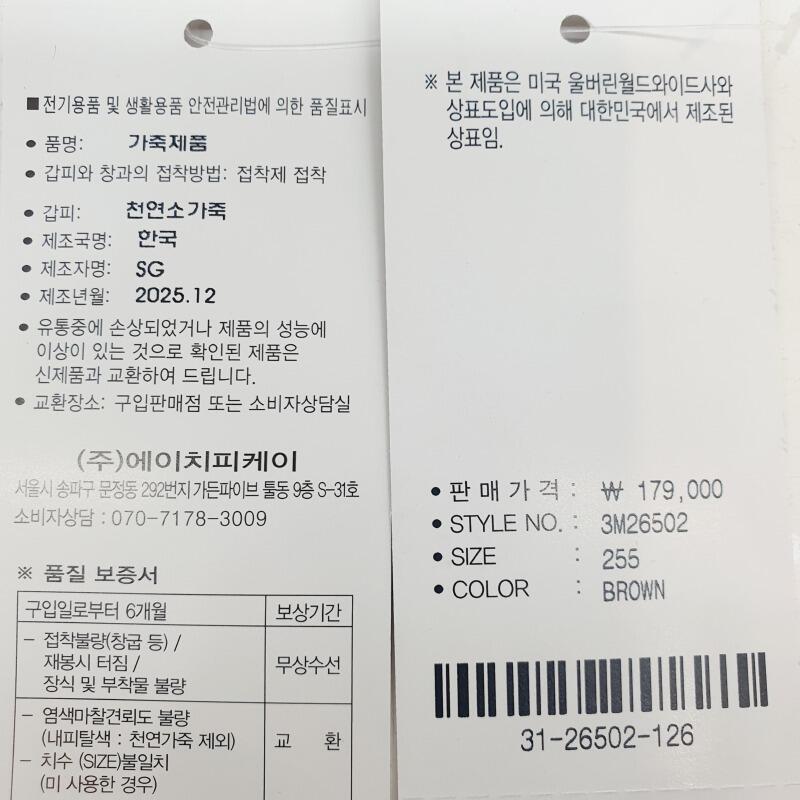 ■ 전기용품 및 생활용품 안전관리법에 의한 품질표시
● 품명: 가죽제품
● 갑피와 창과의 접착방법: 접착제 접착
● 갑피: 천연소가죽
● 제조국명: 한국
● 제조자명: SG
● 제조년월: 2025.12
● 유통중에 손상되었거나 제품의 성능에
이상이 있는 것으로 확인된 제품은
신제품과 교환하여 드립니다.
● 교환장소: 구입판매점 또는 소비자상담실
(주)에이치피케이
서울시 송파구 문정동 292번지 가든파이브 툴동 9층 S-31호
소비자상담 : 070-7178-3009
※ 품질 보증서
구입일로부터 6개월 보상기간
- 접착불량(창굽 등) /
재봉시 터짐 /
장식 및 부착물 불량
무상수선
- 염색마찰견뢰도 불량
(내피탈색 : 천연가죽 제외)
- 치수 (SIZE)불일치
(미 사용한 경우)
교 환
※ 본 제품은 미국 울버린월드와이드사와
상표도입에 의해 대한민국에서 제조된
상표임.
● 판매가격 : ₩ 179,000
● STYLE NO. : 3M26502
● SIZE : 255
● COLOR : BROWN
31-26502-126